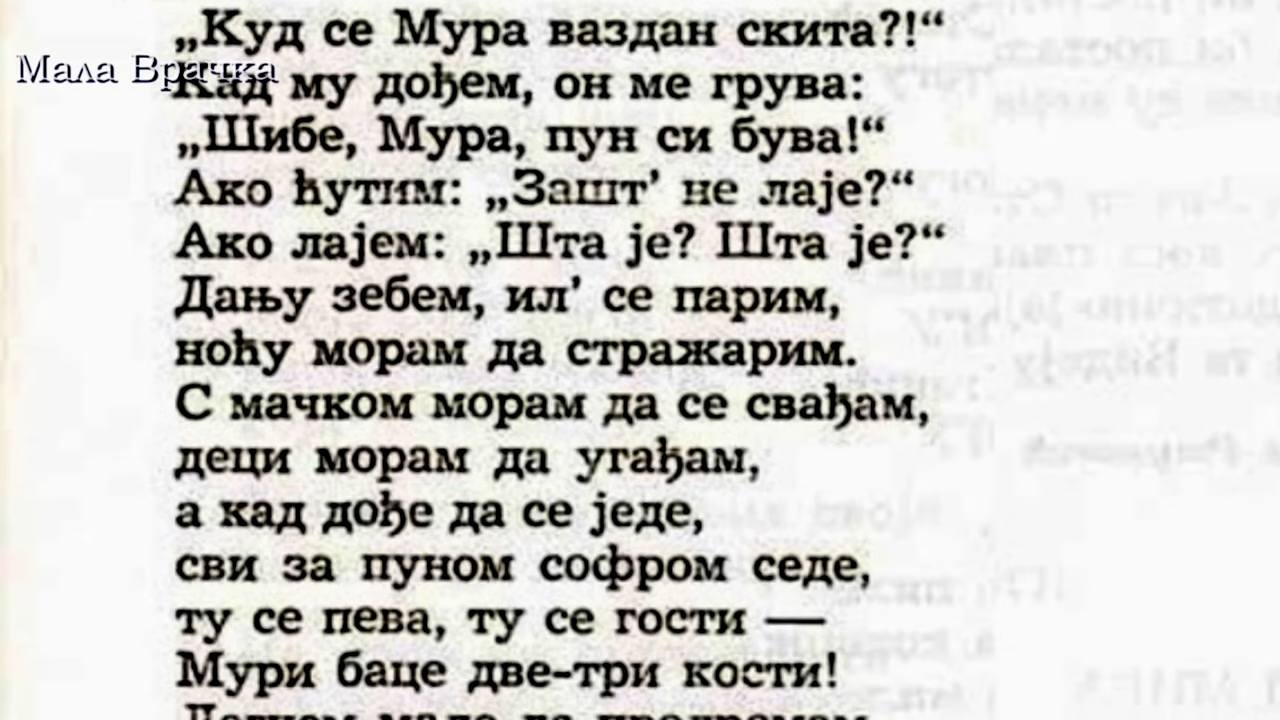 „Куд се Мура ваздан скита?!“
Мала Врачка
Кад му дођем, он ме грува:
„Шибе, Мура, пун си бува!“
Ако ћутим: „Зашт’ не лаје?“
Ако лајем: „Шта је? Шта је?“
Дању зебем, ил’ се парим,
ноћу морам да стражарим.
С мачком морам да се свађам,
деци морам да угађам,
а кад дође да се једе,
сви за пуном софром седе,
ту се пева, ту се гости —
Мури баце две-три кости!